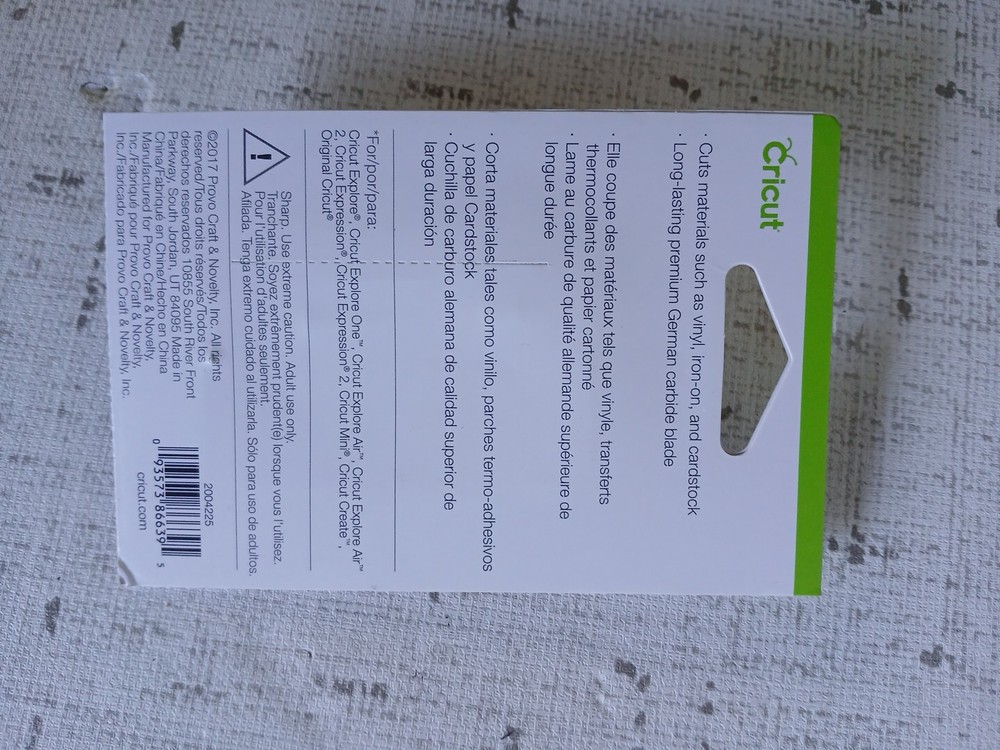 Cricut
· Cuts materials such as vinyl, iron-on, and cardstock
· Long-lasting premium German carbide blade
· Elle coupe des matériaux tels que vinyle, transferts
thermocollants et papier cartonné
· Lame au carbure de qualité allemande supérieure de
longue durée
· Corta materiales tales como vinilo, parches termo-adhesivos
y papel Cardstock
· Cuchilla de carburo alemana de calidad superior de
larga duración
*For/por/para:
Cricut Explore®, Cricut Explore One™, Cricut Explore Air™, Cricut Explore Air™
2, Cricut Expression®, Cricut Expression® 2, Cricut Mini®, Cricut Create™,
Original Cricut®
Sharp. Use extreme caution. Adult use only.
Tranchante. Soyez extrêmement prudent(e) lorsque vous l'utilisez.
Pour l'utilisation d'adultes seulement.
Afilada. Tenga extremo cuidado al utilizarla. Sólo para uso de adultos.
©2017 Provo Craft & Novelty, Inc. All rights
reserved/Tous droits réservés/Todos los
derechos reservados 10855 South River Front
Parkway, South Jordan, UT 84095 Made in
China/Fabriqué en Chine/Hecho en China
Manufactured for Provo Craft & Novelty,
Inc./Fabriqué pour Provo Craft & Novelty,
Inc./Fabricado para Provo Craft & Novelty, Inc.
2004225
0 93573 86639 5
cricut.com